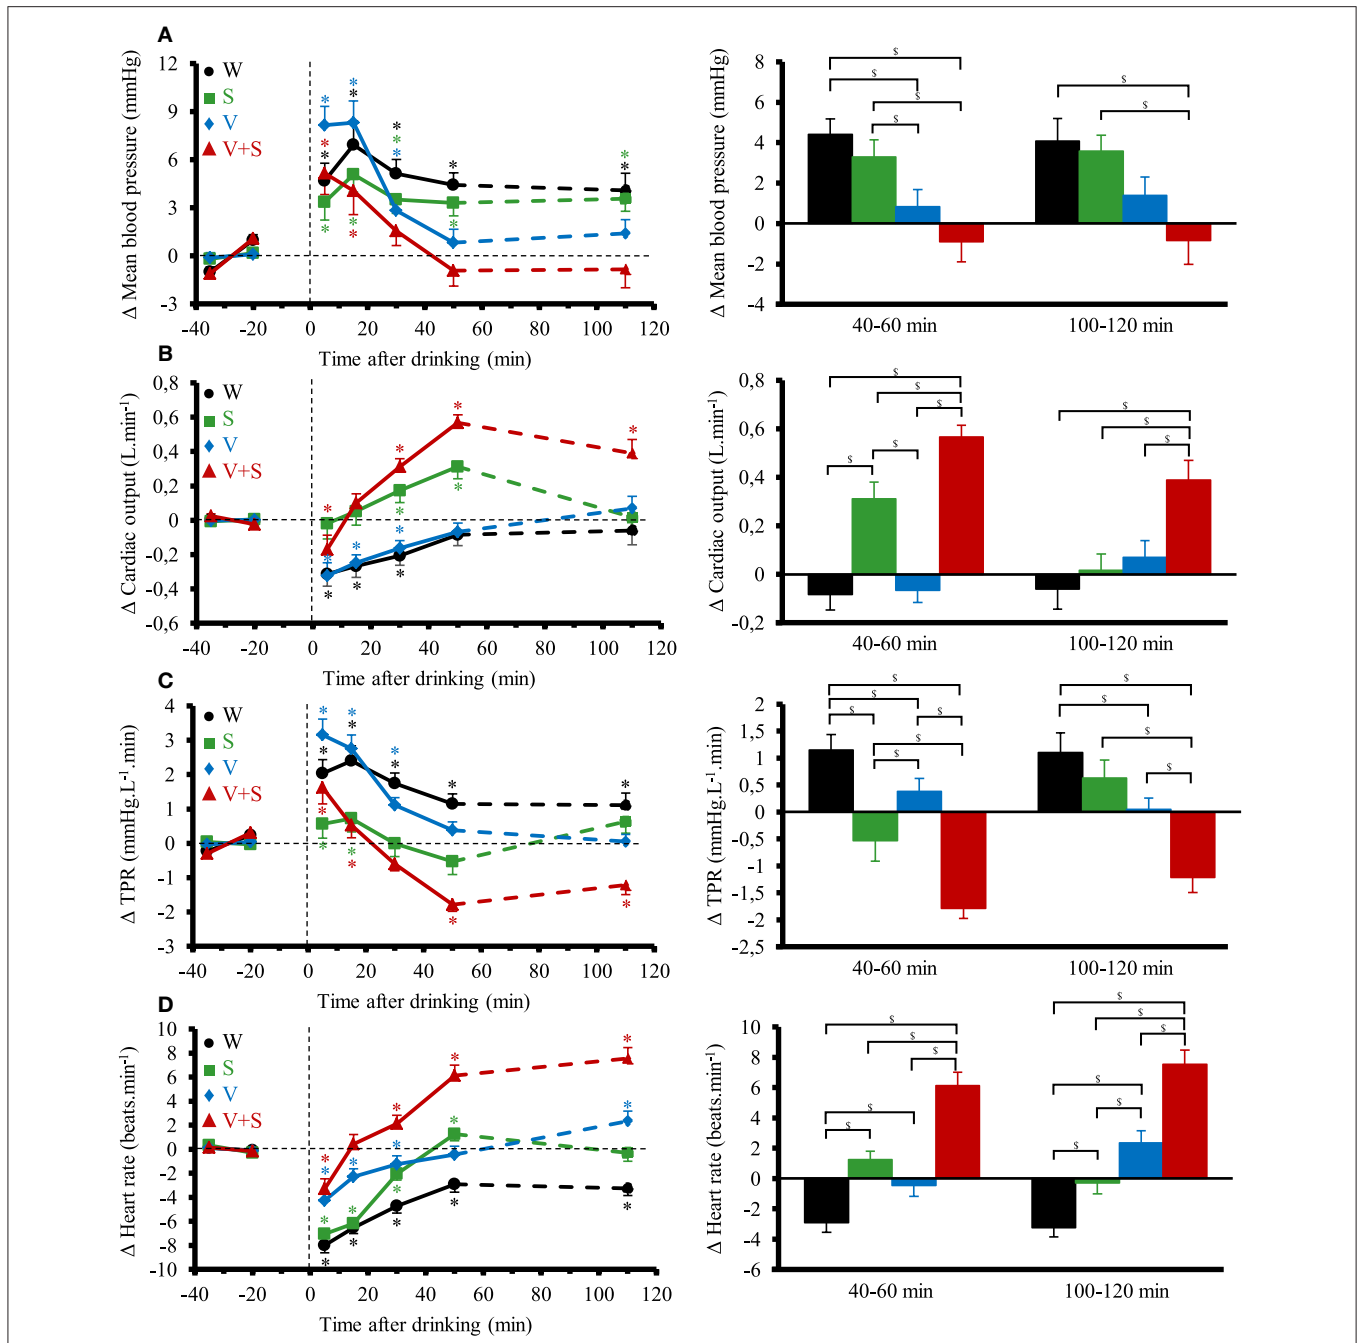 A
Δ Mean blood pressure (mmHg)
12
9
6
3
0
-3
W
S
V
V+S
* * * * * * * * * * * * * *
-40 -20 0 20 40 60 80 100 120
Time after drinking (min)
Δ Mean blood pressure (mmHg)
8
6
4
2
0
-2
-4
$ $ $ $ $ $
40-60 min 100-120 min
B
Δ Cardiac output (L.min⁻¹)
0,8
0,6
0,4
0,2
0
-0,2
-0,4
-0,6
W
S
V
V+S
* * * * * * * * * * * *
-40 -20 0 20 40 60 80 100 120
Time after drinking (min)
Δ Cardiac output (L.min⁻¹)
0,8
0,6
0,4
0,2
0
-0,2
$ $ $ $ $ $ $ $
40-60 min 100-120 min
C
Δ TPR (mmHg.L⁻¹.min)
4
3
2
1
0
-1
-2
-3
W
S
V
V+S
* * * * * * * * * * * * *
-40 -20 0 20 40 60 80 100 120
Time after drinking (min)
Δ TPR (mmHg.L⁻¹.min)
2
1,5
1
0,5
0
-0,5
-1
-1,5
-2
-2,5
$ $ $ $ $ $ $ $ $ $
40-60 min 100-120 min
D
Δ Heart rate (beats.min⁻¹)
10
8
6
4
2
0
-2
-4
-6
-8
-10
W
S
V
V+S
* * * * * * * * * * * * * * * * *
-40 -20 0 20 40 60 80 100 120
Time after drinking (min)
Δ Heart rate (beats.min⁻¹)
10
8
6
4
2
0
-2
-4
-6
$ $ $ $ $ $ $ $ $ $ $
40-60 min 100-120 min